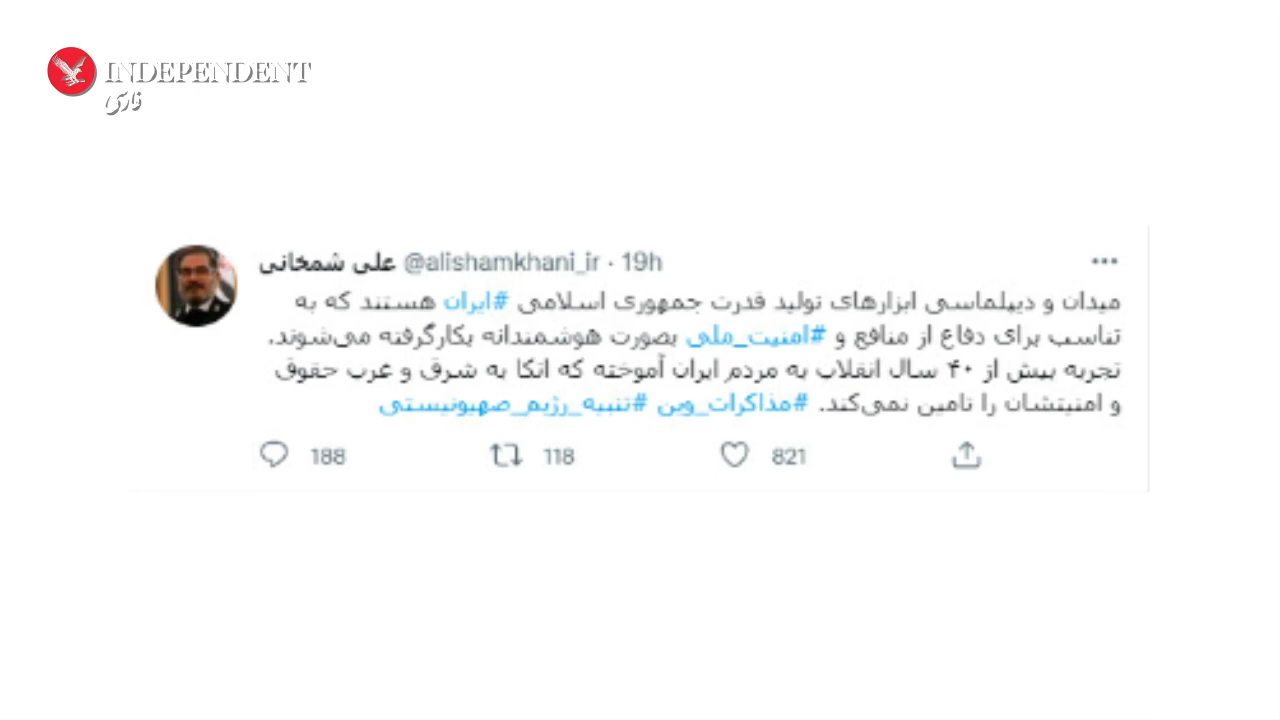 INDEPENDENT
فارسی
علی شمخانی @alishamkhani_ir · 19h
میدان و دیپلماسی ابزارهای تولید قدرت جمهوری اسلامی #ایران هستند که به
تناسب برای دفاع از منافع و #امنیت_ملی بصورت هوشمندانه بکارگرفته می‌شوند.
تجربه بیش از ۴۰ سال انقلاب به مردم ایران آموخته که اتکا به شرق و غرب حقوق
و امنیتشان را تامین نمی‌کند. #مذاکرات_وین #تنبیه_رژیم_صهیونیستی
188 118 821